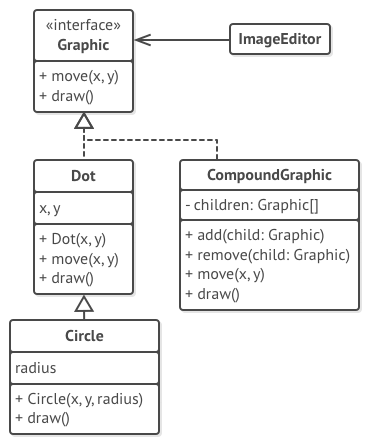 «interface»
Graphic
+ move(x, y)
+ draw()
ImageEditor
Dot
x, y
+ Dot(x, y)
+ move(x, y)
+ draw()
CompoundGraphic
- children: Graphic[]
+ add(child: Graphic)
+ remove(child: Graphic)
+ move(x, y)
+ draw()
Circle
radius
+ Circle(x, y, radius)
+ draw()